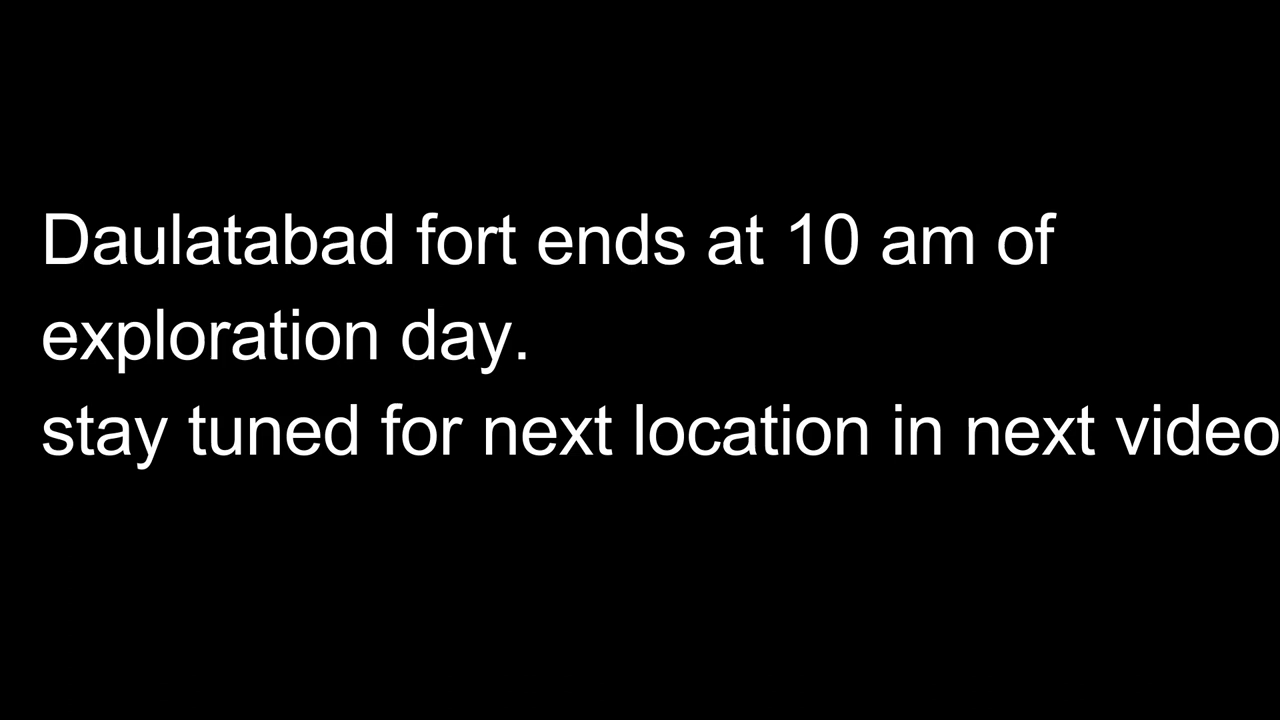 Daulatabad fort ends at 10 am of
exploration day.
stay tuned for next location in next video